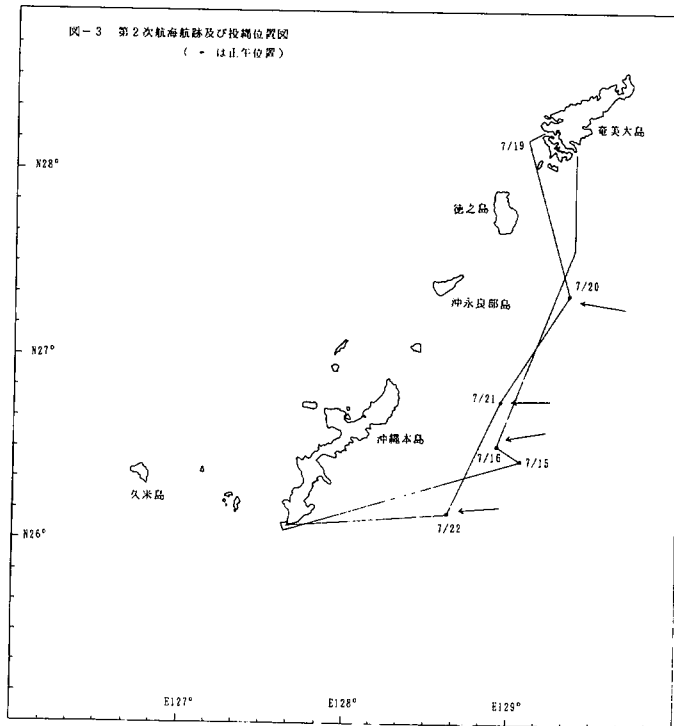 図-3 第2次航海航跡及び投縄位置図
( ・は正午位置)
奄美大島
7/19
N28°
徳之島
7/20
沖永良部島
N27°
7/21
沖縄本島
7/16
7/15
久米島
7/22
N26°
E127°
E128°
E129°